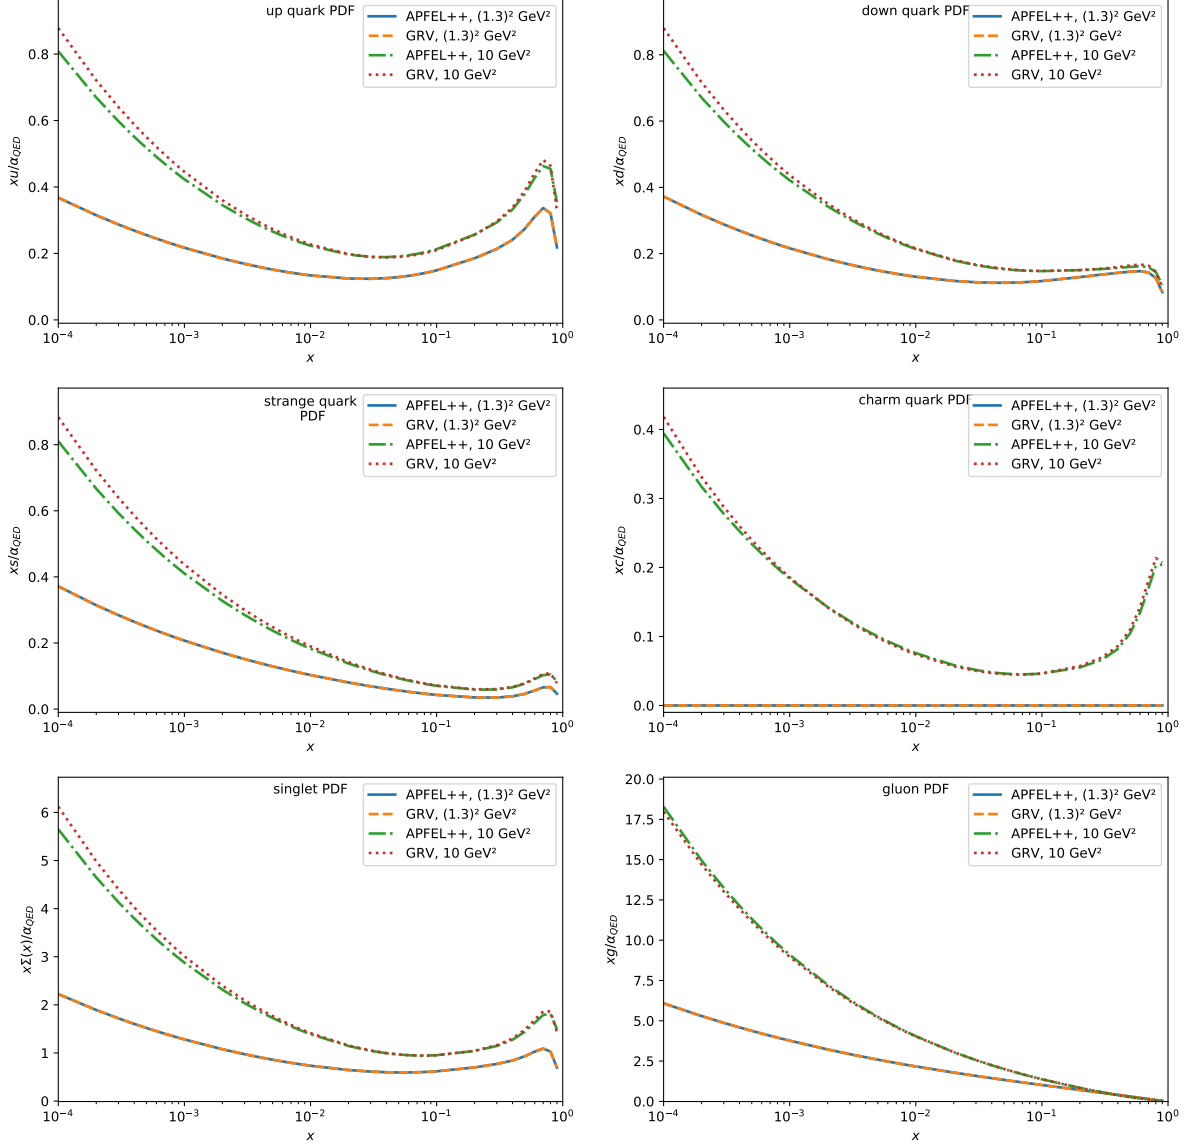 up quark PDF
APFEL++, (1.3)² GeV²
GRV, (1.3)² GeV²
APFEL++, 10 GeV²
GRV, 10 GeV²
0.8
0.6
0.4
0.2
0.0
xu/α_QED
10⁻⁴ 10⁻³ 10⁻² 10⁻¹ 10⁰
x
down quark PDF
APFEL++, (1.3)² GeV²
GRV, (1.3)² GeV²
APFEL++, 10 GeV²
GRV, 10 GeV²
0.8
0.6
0.4
0.2
0.0
xd/α_QED
10⁻⁴ 10⁻³ 10⁻² 10⁻¹ 10⁰
x
strange quark
PDF
APFEL++, (1.3)² GeV²
GRV, (1.3)² GeV²
APFEL++, 10 GeV²
GRV, 10 GeV²
0.8
0.6
0.4
0.2
0.0
xs/α_QED
10⁻⁴ 10⁻³ 10⁻² 10⁻¹ 10⁰
x
charm quark PDF
APFEL++, (1.3)² GeV²
GRV, (1.3)² GeV²
APFEL++, 10 GeV²
GRV, 10 GeV²
0.4
0.3
0.2
0.1
0.0
xc/α_QED
10⁻⁴ 10⁻³ 10⁻² 10⁻¹ 10⁰
x
singlet PDF
APFEL++, (1.3)² GeV²
GRV, (1.3)² GeV²
APFEL++, 10 GeV²
GRV, 10 GeV²
6
5
4
3
2
1
0
xΣ(x)/α_QED
10⁻⁴ 10⁻³ 10⁻² 10⁻¹ 10⁰
x
gluon PDF
APFEL++, (1.3)² GeV²
GRV, (1.3)² GeV²
APFEL++, 10 GeV²
GRV, 10 GeV²
20.0
17.5
15.0
12.5
10.0
7.5
5.0
2.5
0.0
xg/α_QED
10⁻⁴ 10⁻³ 10⁻² 10⁻¹ 10⁰
x